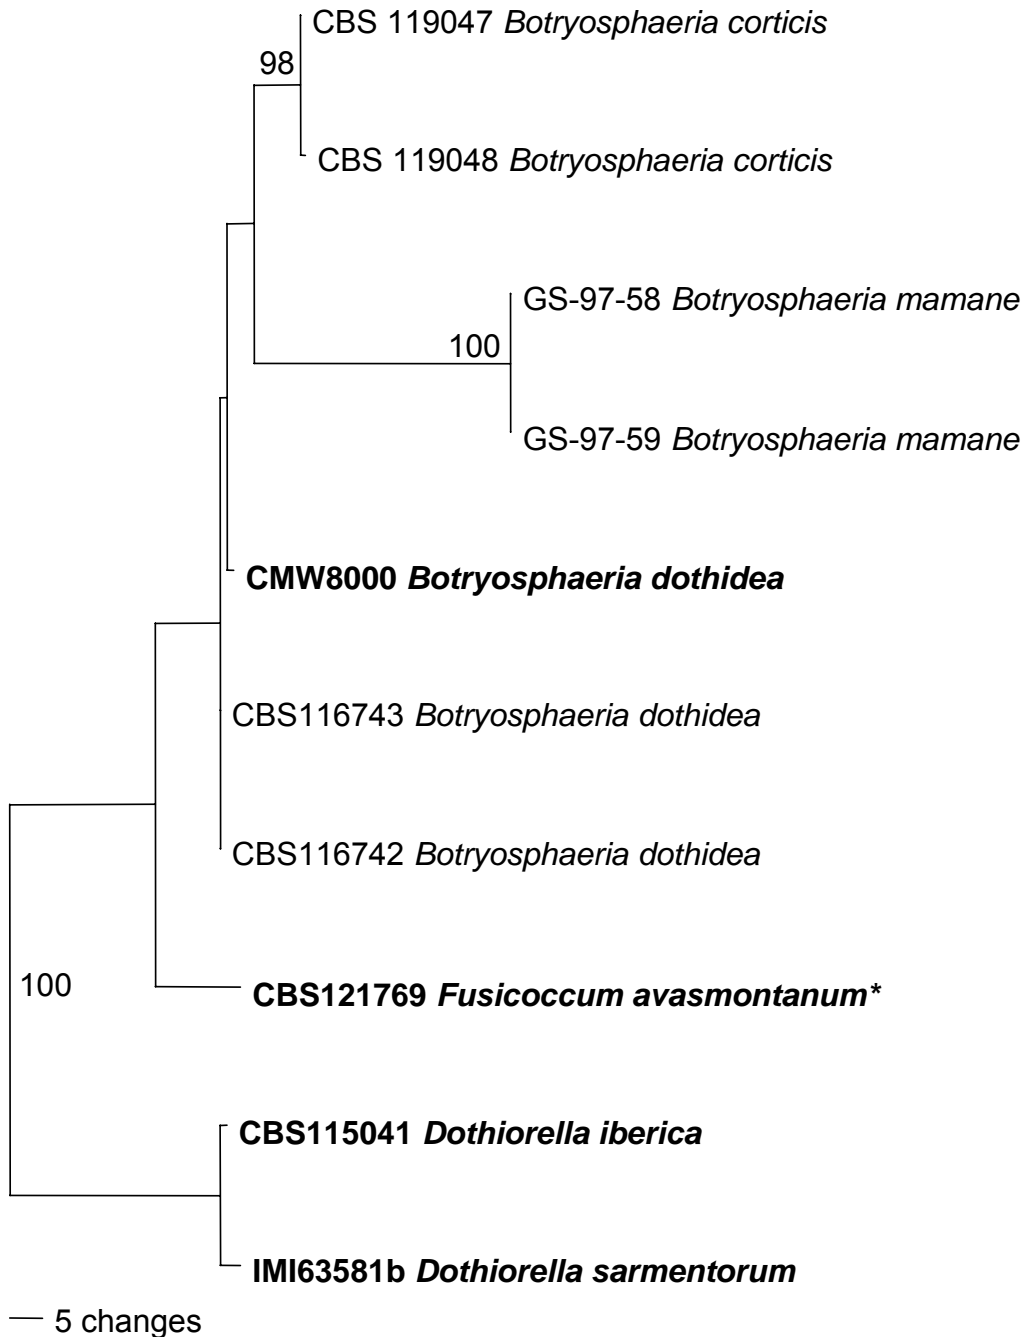 CBS 119047 Botryosphaeria corticis
98
CBS 119048 Botryosphaeria corticis
GS-97-58 Botryosphaeria mamane
100
GS-97-59 Botryosphaeria mamane
CMW8000 Botryosphaeria dothidea
CBS116743 Botryosphaeria dothidea
CBS116742 Botryosphaeria dothidea
100
CBS121769 Fusicoccum avasmontanum*
CBS115041 Dothiorella iberica
IMI63581b Dothiorella sarmentorum
5 changes